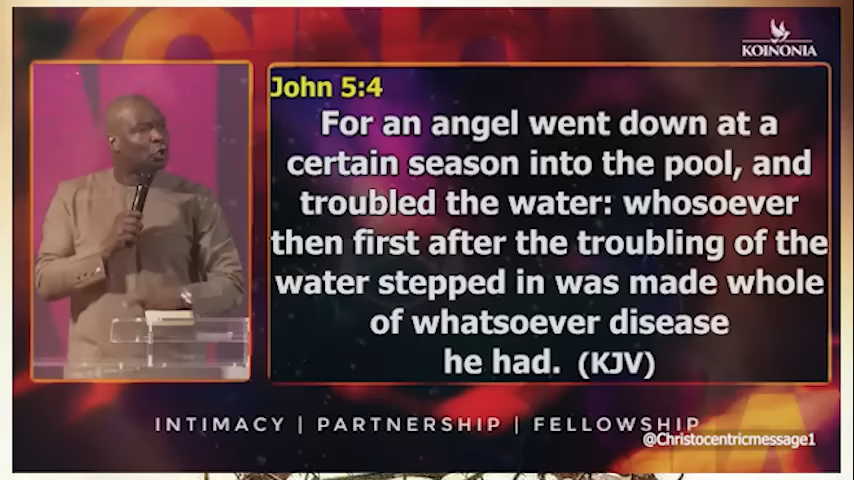 KOINONIA
John 5:4
For an angel went down at a
certain season into the pool, and
troubled the water: whosoever
then first after the troubling of the
water stepped in was made whole
of whatsoever disease
he had. (KJV)
INTIMACY | PARTNERSHIP | FELLOWSHIP
@Christocentricmessage1